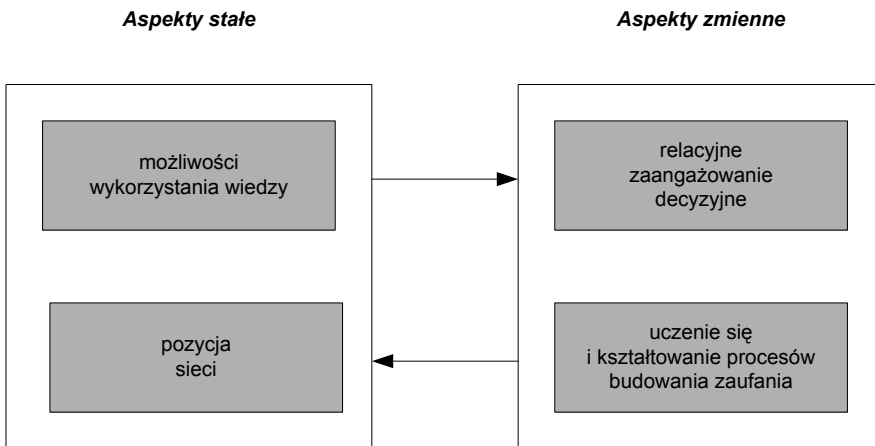 Aspekty stałe
Aspekty zmienne
możliwości
wykorzystania wiedzy
relacyjne
zaangażowanie
decyzyjne
pozycja
sieci
uczenie się
i kształtowanie procesów
budowania zaufania